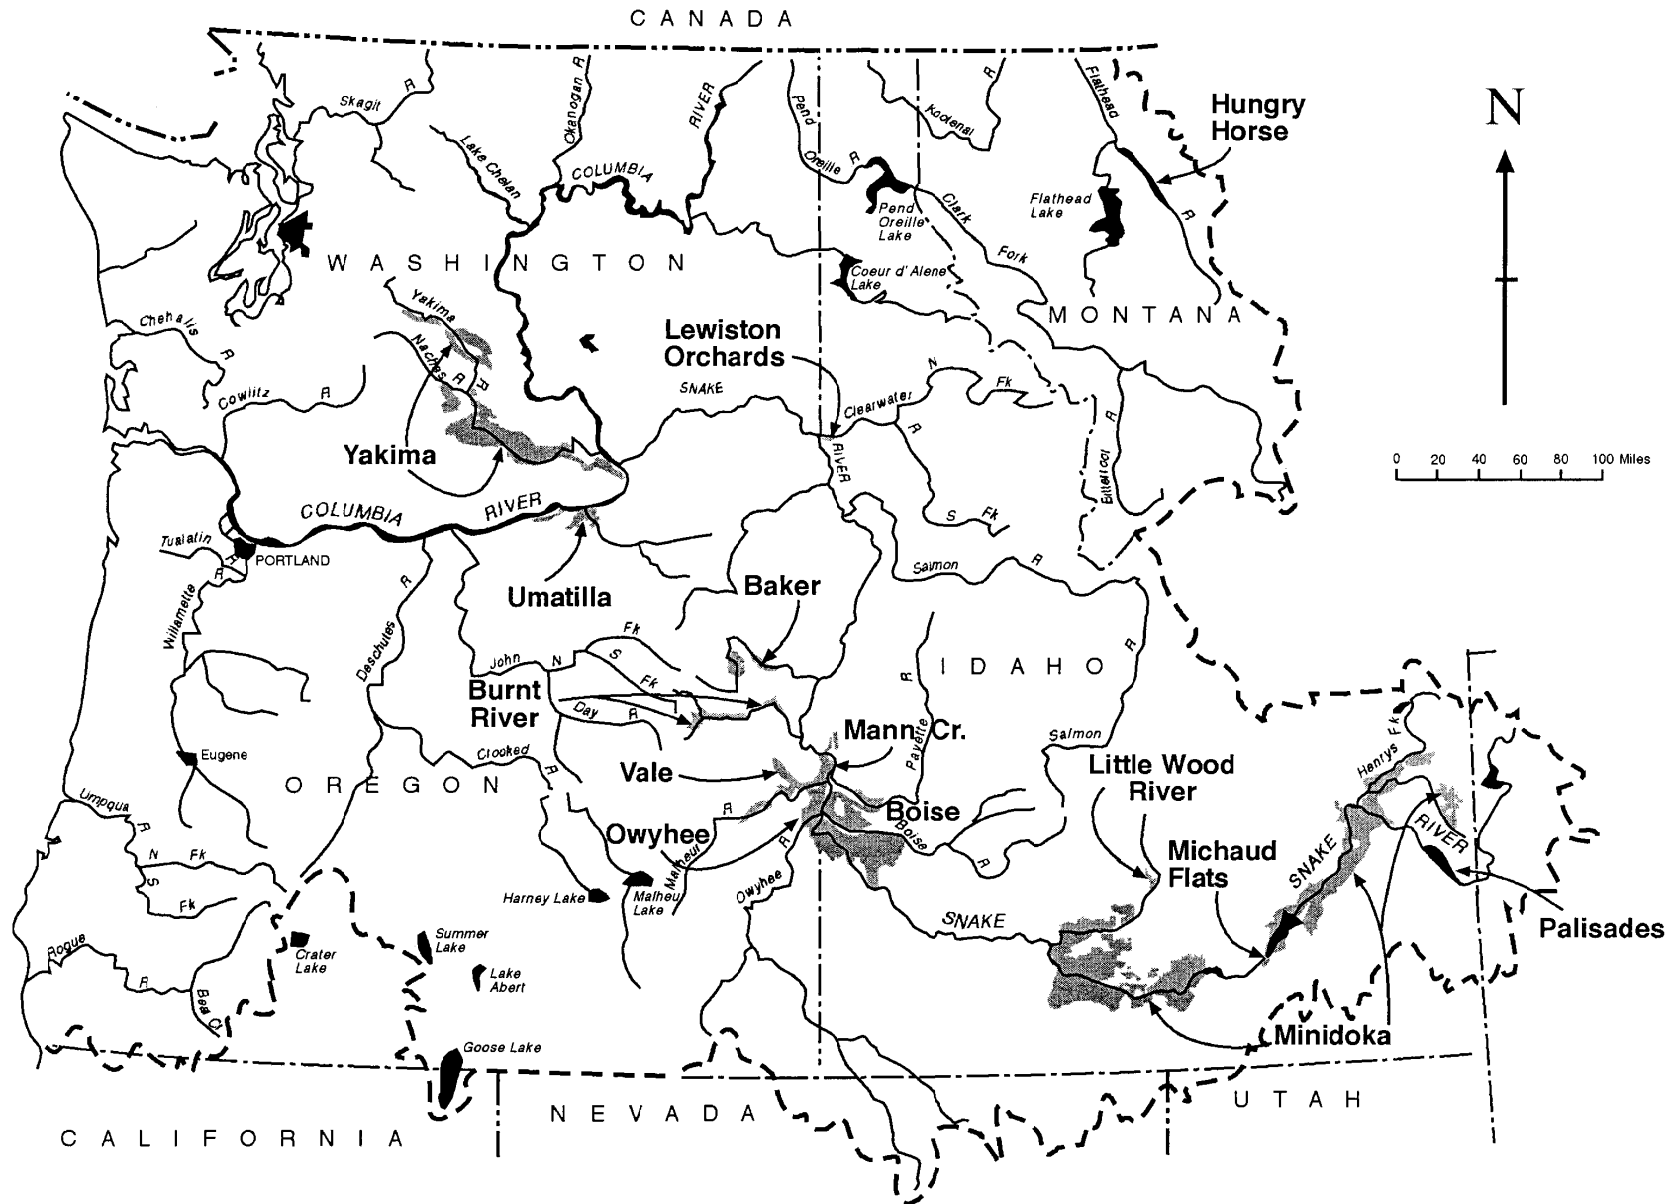 CANADA
Skagit
R
Okanogan R
RIVER
Pend
Oreille
R
Kootenai
R
Flathead
R
Hungry
Horse
N
Lake Chelan
COLUMBIA
Pend
Oreille
Lake
Clark
Fork
Flathead
Lake
WASHINGTON
Coeur d'Alene
Lake
MONTANA
Yakima
R
Naches
R
Chehalis
R
Lewiston
Orchards
SNAKE
RIVER
Clearwater
R
N
Fk
Cowlitz
R
Yakima
Bitterroot
R
0 20 40 60 80 100 Miles
COLUMBIA
RIVER
S
Fk
Tualatin
R
PORTLAND
R
Willamette
Umatilla
Baker
Salmon
R
Deschutes
R
John
N
Fk
S
Fk
Day
R
IDAHO
R
Burnt
River
Mann Cr.
Payette
R
Salmon
Crooked
R
Eugene
OREGON
Vale
Little Wood
River
Henrys
Fk
Umpqua
R
N
Fk
S
Fk
Owyhee
Malheur
R
Boise
Boise
R
Michaud
Flats
SNAKE
RIVER
Harney Lake
Malheu
Lake
Owyhee
R
SNAKE
Palisades
Rogue
R
Crater
Lake
Summer
Lake
Lake
Abert
Minidoka
Goose Lake
CALIFORNIA
NEVADA
UTAH